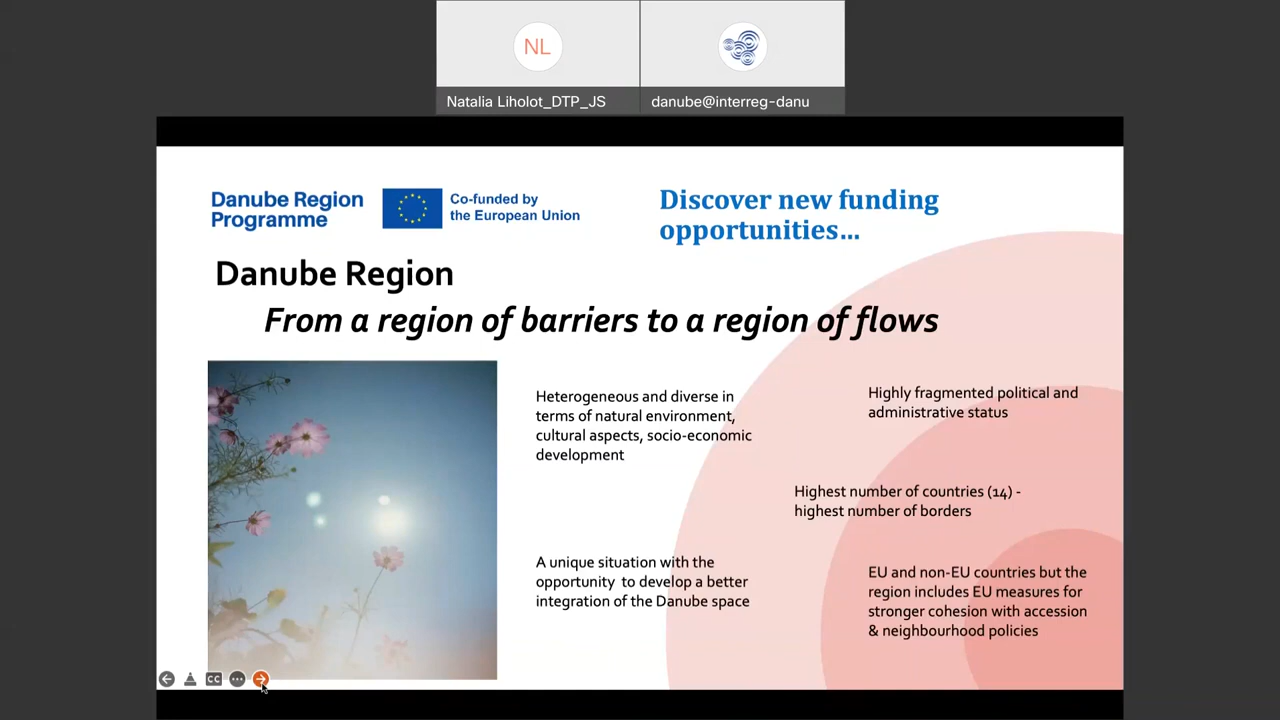 NL
Natalia Liholot_DTP_JS
danube@interreg-danu
Danube Region
Programme
Co-funded by
the European Union
Discover new funding
opportunities…
Danube Region
From a region of barriers to a region of flows
Heterogeneous and diverse in
terms of natural environment,
cultural aspects, socio-economic
development
Highly fragmented political and
administrative status
Highest number of countries (14) -
highest number of borders
A unique situation with the
opportunity to develop a better
integration of the Danube space
EU and non-EU countries but the
region includes EU measures for
stronger cohesion with accession
& neighbourhood policies
CC